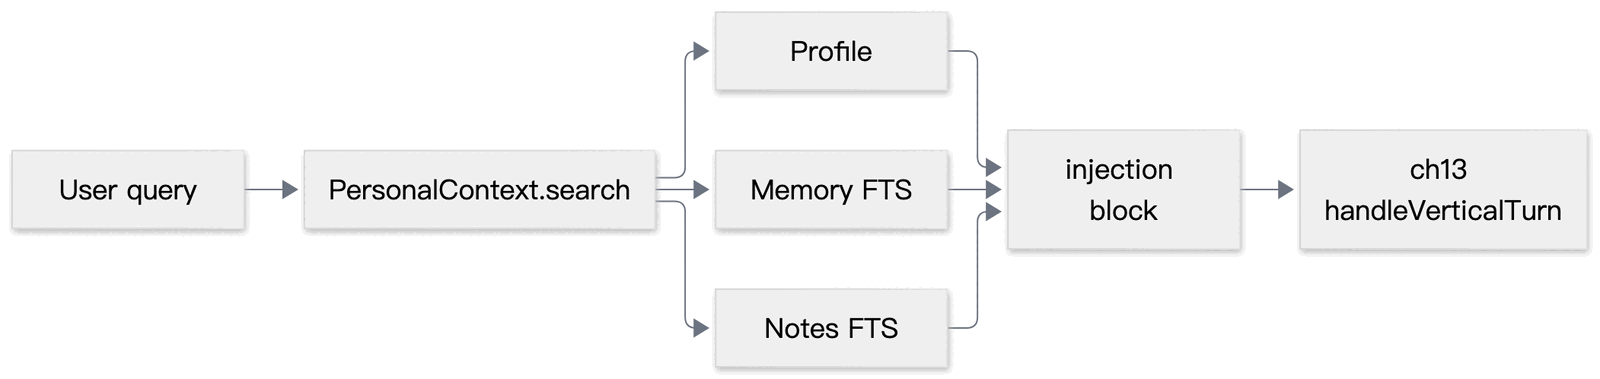 User query
PersonalContext.search
Profile
Memory FTS
Notes FTS
injection
block
ch13
handleVerticalTurn